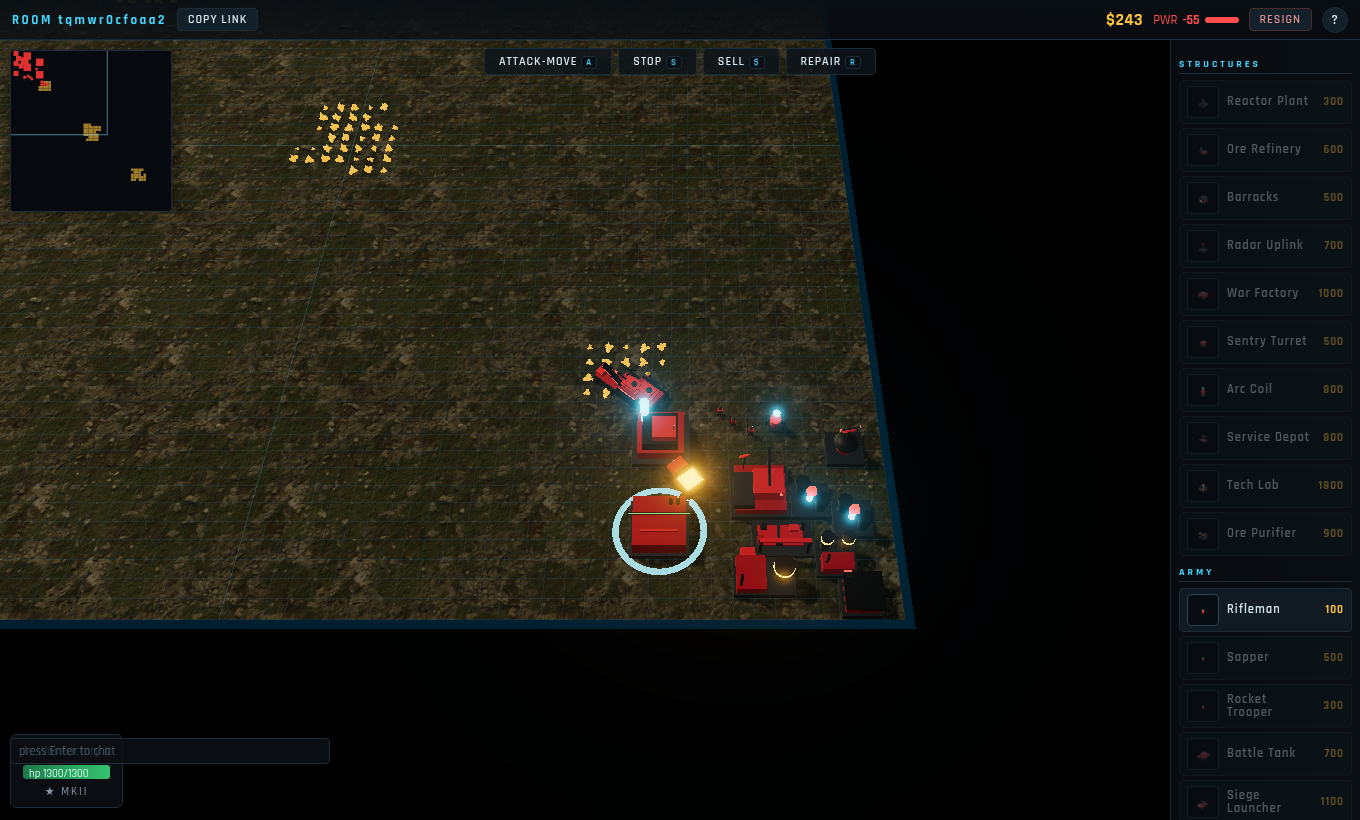 ROOM tqmwr0cfoaa2
COPY LINK
$243
PWR -55
RESIGN
?
ATTACK-MOVE A
STOP S
SELL $
REPAIR R
STRUCTURES
Reactor Plant 300
Ore Refinery 600
Barracks 500
Radar Uplink 700
War Factory 1000
Sentry Turret 500
Arc Coil 800
Service Depot 800
Tech Lab 1800
Ore Purifier 900
ARMY
Rifleman 100
Sapper 500
Rocket
Trooper 300
Battle Tank 700
Siege
Launcher 1100
press Enter to chat
hp 1300/1300
★ MKII